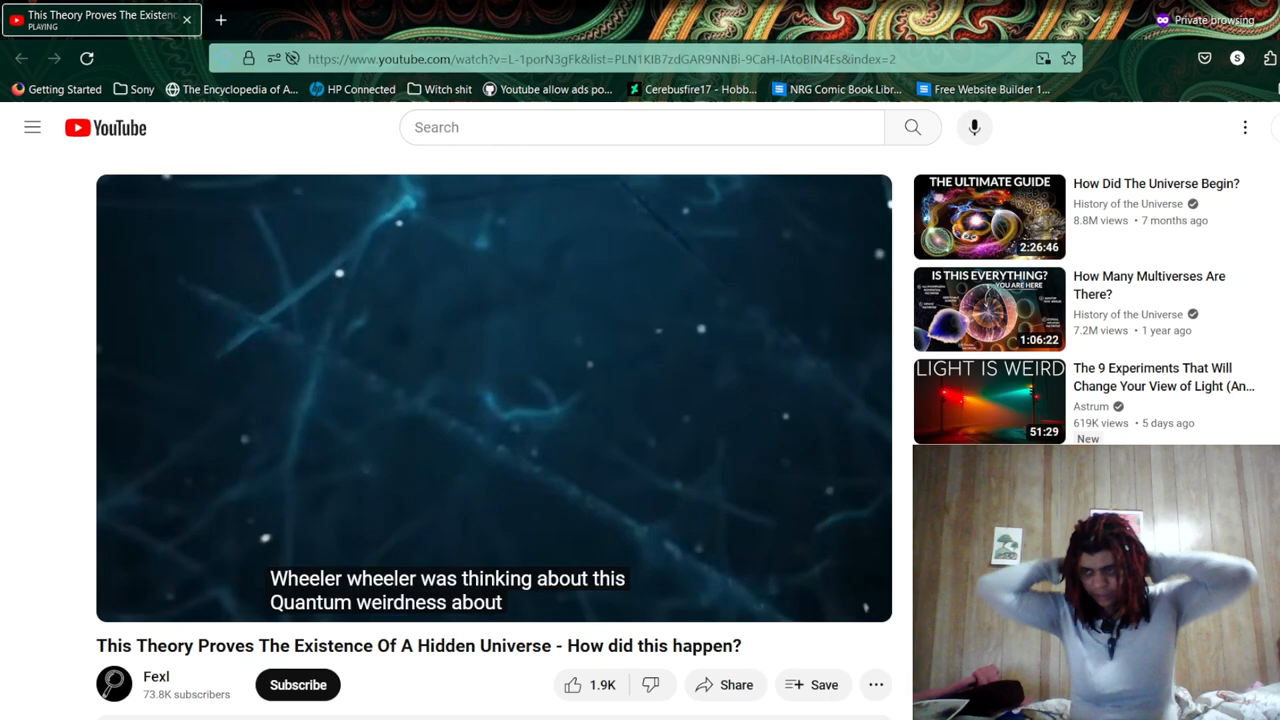 This Theory Proves The Existenc
PLAYING
Private browsing
https://www.youtube.com/watch?v=L-1porN3gFk&list=PLN1KIB7zdGAR9NNBi-9CaH-IAtoBIN4Es&index=2
S
Getting Started
Sony
The Encyclopedia of A...
HP Connected
Witch shit
Youtube allow ads po...
Cerebusfire17 - Hobb...
NRG Comic Book Libr...
Free Website Builder 1...
YouTube
Search
THE ULTIMATE GUIDE
2:26:46
How Did The Universe Begin?
History of the Universe
8.8M views • 7 months ago
IS THIS EVERYTHING?
YOU ARE HERE
1:06:22
How Many Multiverses Are
There?
History of the Universe
7.2M views • 1 year ago
LIGHT IS WEIRD
51:29
The 9 Experiments That Will
Change Your View of Light (An...
Astrum
619K views • 5 days ago
New
Wheeler wheeler was thinking about this
Quantum weirdness about
This Theory Proves The Existence Of A Hidden Universe - How did this happen?
Fexl
73.8K subscribers
Subscribe
1.9K
Share
Save